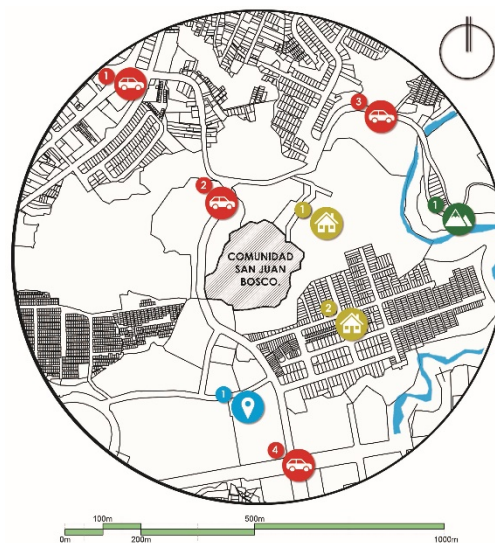 1
3
2
1
1
COMUNIDAD
SAN JUAN
BOSCO.
2
1
4
100m
500m
0m
200m
1000m